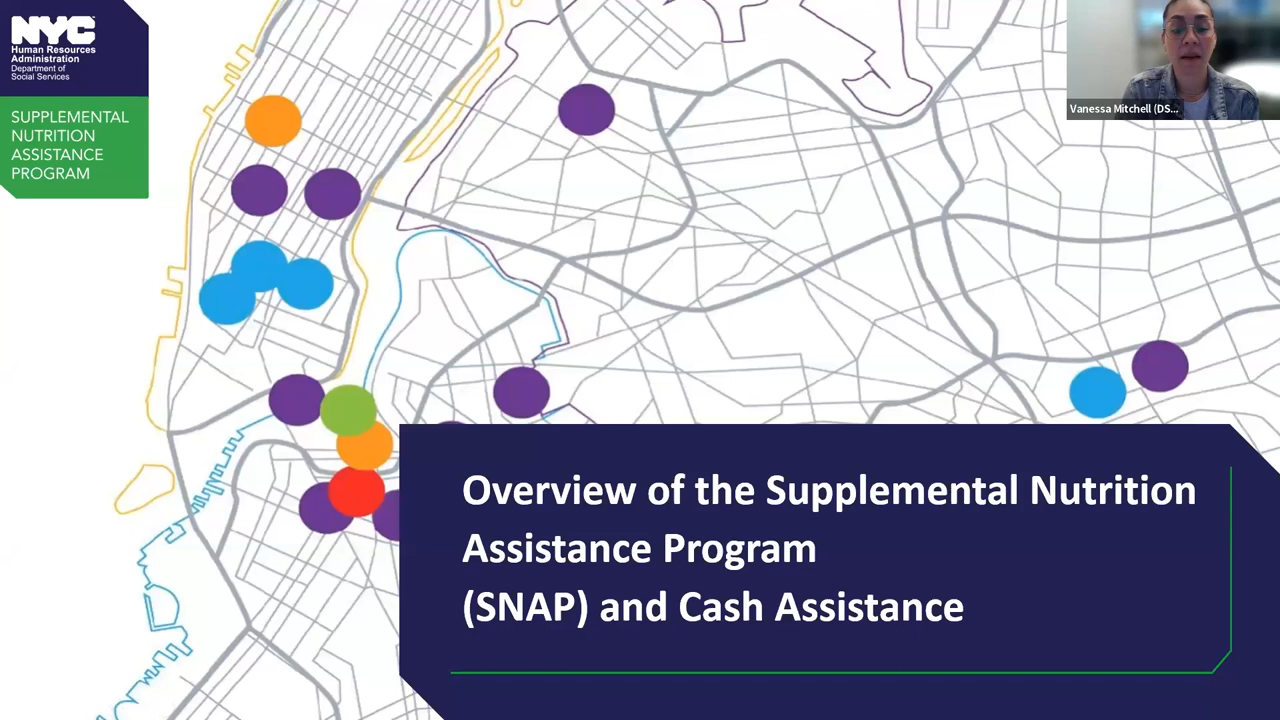 NYC
Human Resources
Administration
Department of
Social Services
SUPPLEMENTAL
NUTRITION
ASSISTANCE
PROGRAM
Vanessa Mitchell (DS...
Overview of the Supplemental Nutrition
Assistance Program
(SNAP) and Cash Assistance